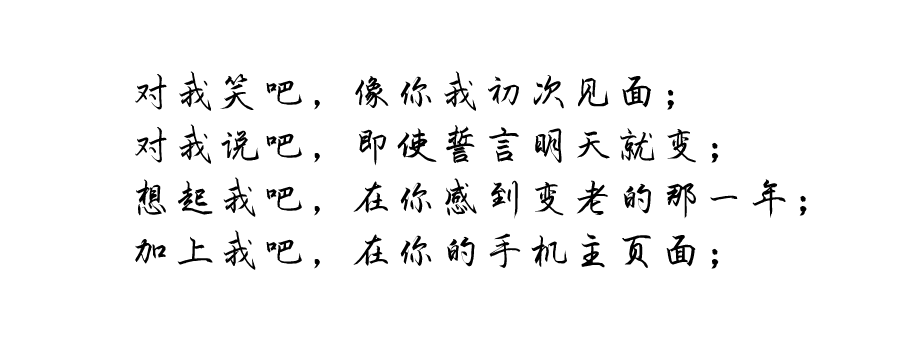 对我笑吧，像你我初次见面；
对我说吧，即使誓言明天就变；
想起我吧，在你感到变老的那一年；
加上我吧，在你的手机主页面；